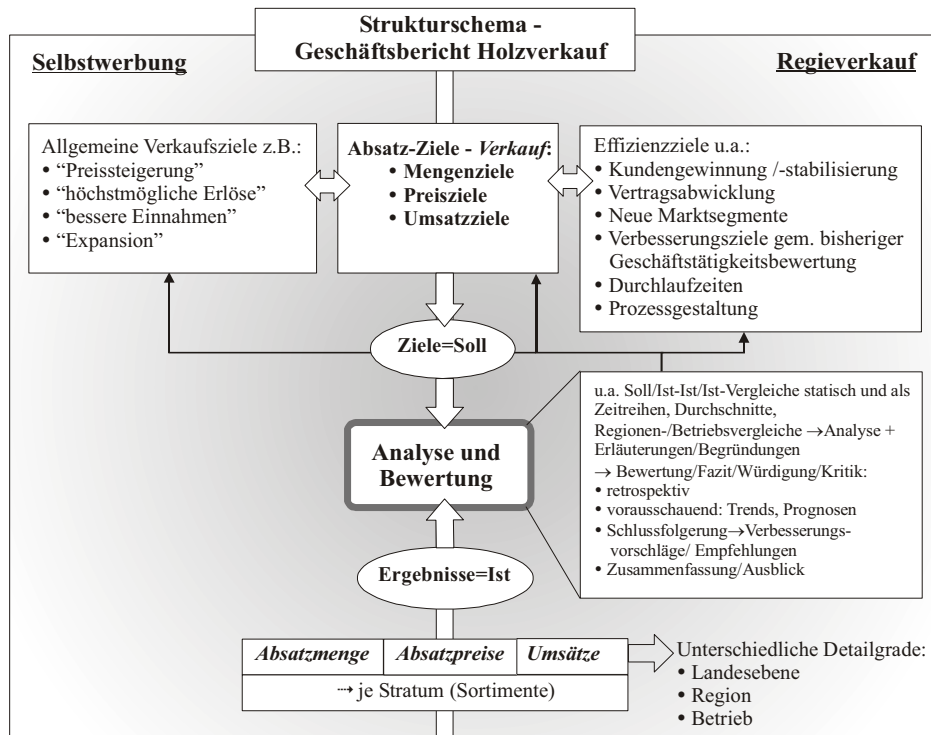 Strukturschema -
Geschäftsbericht Holzverkauf
Selbstwerbung
Regieverkauf
Allgemeine Verkaufsziele z.B.:
• “Preissteigerung”
• “höchstmögliche Erlöse”
• “bessere Einnahmen”
• “Expansion”
Absatz-Ziele - Verkauf:
• Mengenziele
• Preisziele
• Umsatzziele
Effizienzziele u.a.:
• Kundengewinnung /-stabilisierung
• Vertragsabwicklung
• Neue Marktsegmente
• Verbesserungsziele gem. bisheriger
Geschäftstätigkeitsbewertung
• Durchlaufzeiten
• Prozessgestaltung
Ziele=Soll
Analyse und
Bewertung
u.a. Soll/Ist-Ist/Ist-Vergleiche statisch und als
Zeitreihen, Durchschnitte,
Regionen-/Betriebsvergleiche →Analyse +
Erläuterungen/Begründungen
→ Bewertung/Fazit/Würdigung/Kritik:
• retrospektiv
• vorausschauend: Trends, Prognosen
• Schlussfolgerung→Verbesserungs-
vorschläge/ Empfehlungen
• Zusammenfassung/Ausblick
Ergebnisse=Ist
Absatzmenge Absatzpreise Umsätze
⇢ je Stratum (Sortimente)
Unterschiedliche Detailgrade:
• Landesebene
• Region
• Betrieb